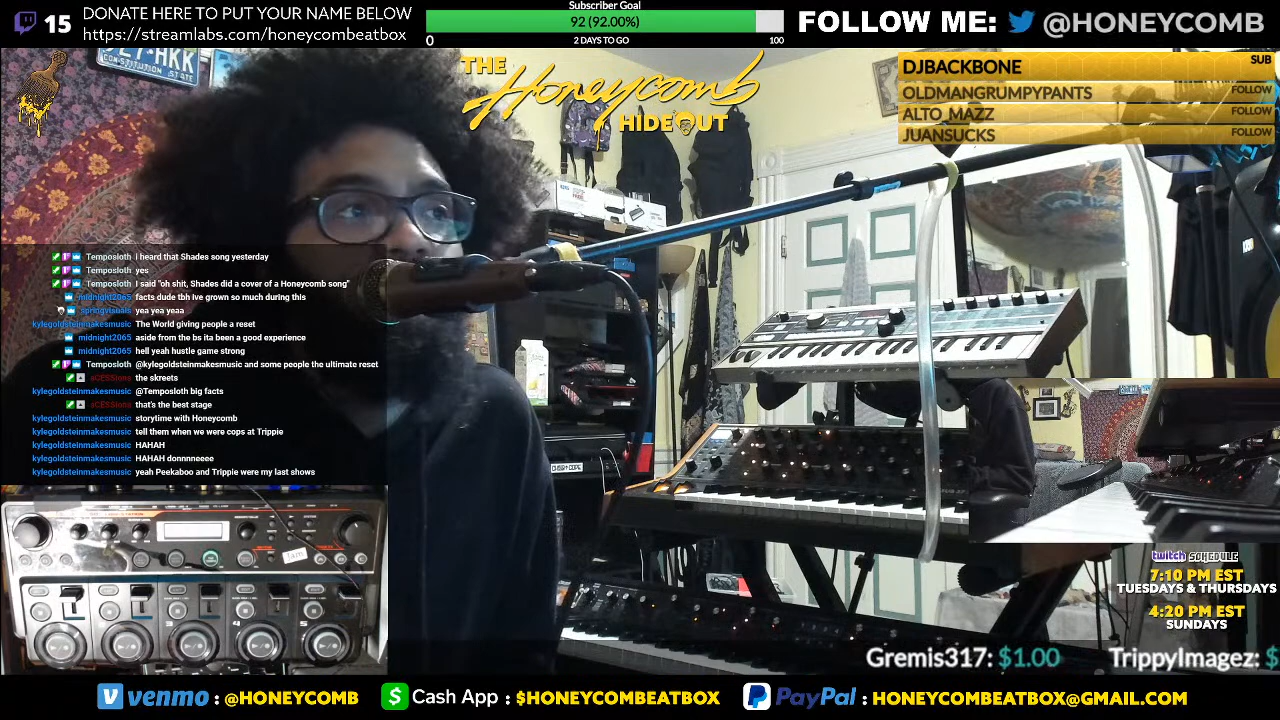 15
DONATE HERE TO PUT YOUR NAME BELOW
https://streamlabs.com/honeycombeatbox
Subscriber Goal
92 (92.00%)
0
2 DAYS TO GO
100
FOLLOW ME: @HONEYCOMB
CONSTITUTION STATE
THE
Honeycomb
HIDEOUT
DJBACKBONE SUB
OLDMANGRUMPYPANTS FOLLOW
ALTO_MAZZ FOLLOW
JUANSUCKS FOLLOW
Temposloth I heard that Shades song yesterday
Temposloth yes
Temposloth I said "oh shit, Shades did a cover of a Honeycomb song"
midnight2065 facts dude tbh Ive grown so much during this
springvisuals yea yea yeaa
kylegoldsteinmakesmusic The World giving people a reset
midnight2065 aside from the bs ita been a good experience
midnight2065 hell yeah hustle game strong
Temposloth @kylegoldsteinmakesmusic and some people the ultimate reset
sCESSions the skreets
kylegoldsteinmakesmusic @Temposloth big facts
sCESSions that's the best stage
kylegoldsteinmakesmusic storytime with Honeycomb
kylegoldsteinmakesmusic tell them when we were cops at Trippie
kylegoldsteinmakesmusic HAHAH
kylegoldsteinmakesmusic HAHAH donnnneeee
kylegoldsteinmakesmusic yeah Peekaboo and Trippie were my last shows
Jam
twitch SCHEDULE
7:10 PM EST
TUESDAYS & THURSDAYS
4:20 PM EST
SUNDAYS
Gremis317: $1.00 TrippyImagez: $
venmo : @HONEYCOMB
Cash App : $HONEYCOMBEATBOX
PayPal : HONEYCOMBEATBOX@GMAIL.COM